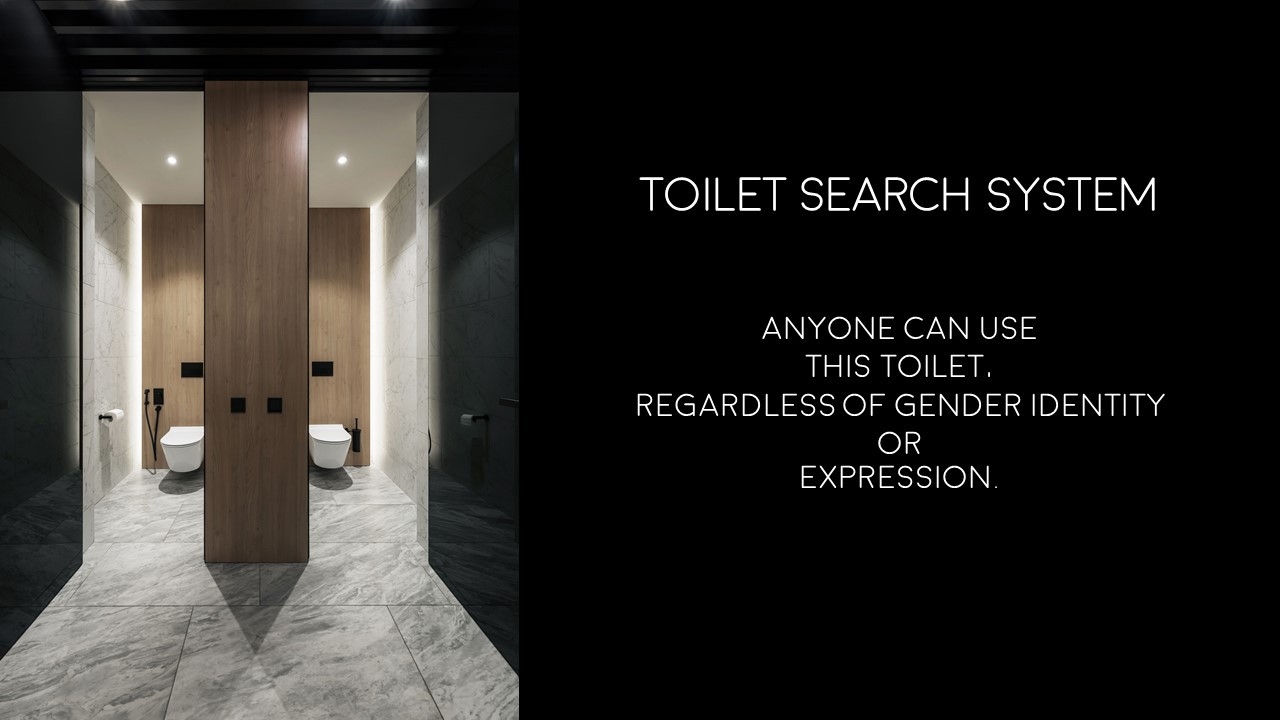 TOILET SEARCH SYSTEM
ANYONE CAN USE
THIS TOILET.
REGARDLESS OF GENDER IDENTITY
OR
EXPRESSION.